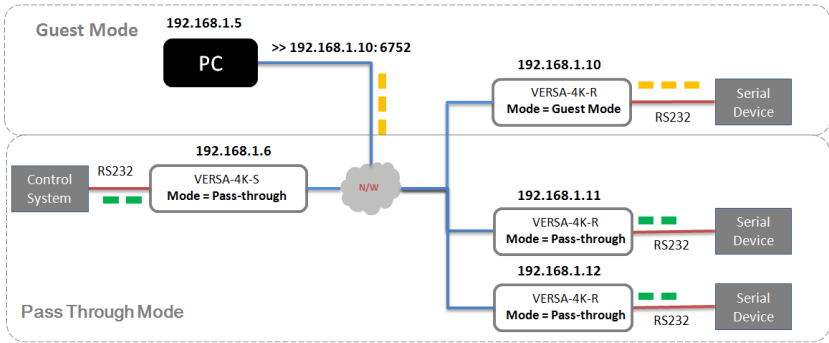 Guest Mode
192.168.1.5
PC
>> 192.168.1.10: 6752
192.168.1.10
VERSA-4K-R
Mode = Guest Mode
RS232
Serial
Device
192.168.1.6
Control
System
RS232
VERSA-4K-S
Mode = Pass-through
N/W
192.168.1.11
VERSA-4K-R
Mode = Pass-through
RS232
Serial
Device
192.168.1.12
VERSA-4K-R
Mode = Pass-through
RS232
Serial
Device
Pass Through Mode